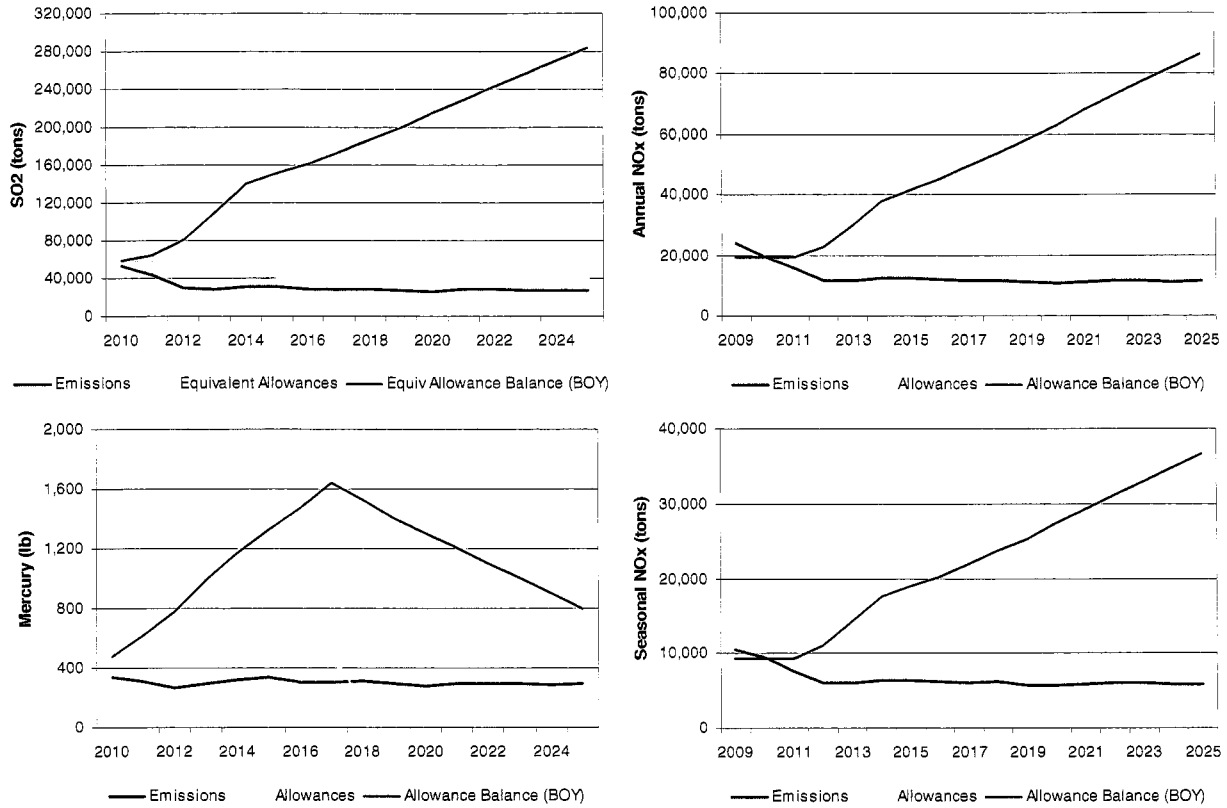 SO2 (tons)
320,000
280,000
240,000
200,000
160,000
120,000
80,000
40,000
0
2010 2012 2014 2016 2018 2020 2022 2024
Emissions Equivalent Allowances Equiv Allowance Balance (BOY)
Annual NOx (tons)
100,000
80,000
60,000
40,000
20,000
0
2009 2011 2013 2015 2017 2019 2021 2023 2025
Emissions Allowances Allowance Balance (BOY)
Mercury (lb)
2,000
1,600
1,200
800
400
0
2010 2012 2014 2016 2018 2020 2022 2024
Emissions Allowances Allowance Balance (BOY)
Seasonal NOx (tons)
40,000
30,000
20,000
10,000
0
2009 2011 2013 2015 2017 2019 2021 2023 2025
Emissions Allowances Allowance Balance (BOY)